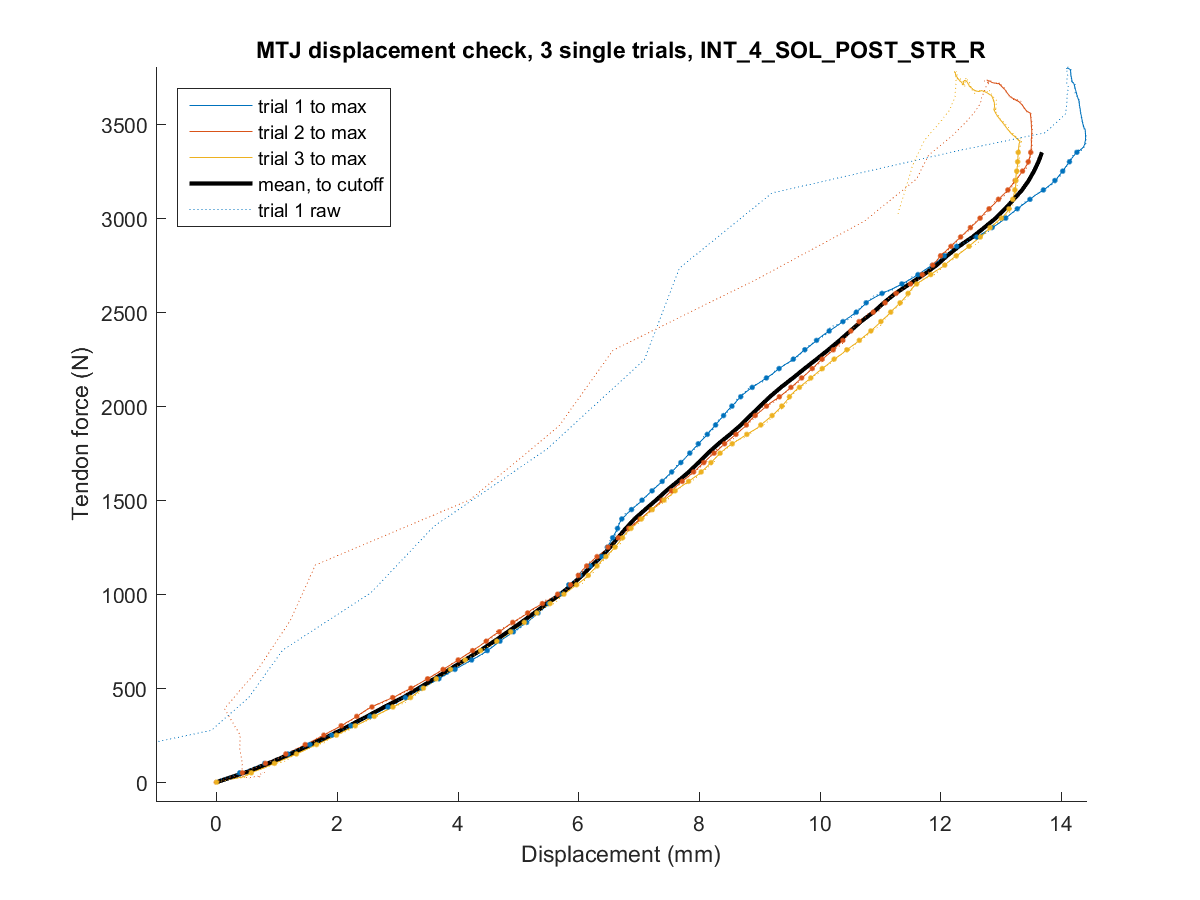 MTJ displacement check, 3 single trials, INT_4_SOL_POST_STR_R
trial 1 to max
trial 2 to max
trial 3 to max
mean, to cutoff
trial 1 raw
3500
3000
2500
2000
1500
1000
500
0
Tendon force (N)
0 2 4 6 8 10 12 14
Displacement (mm)